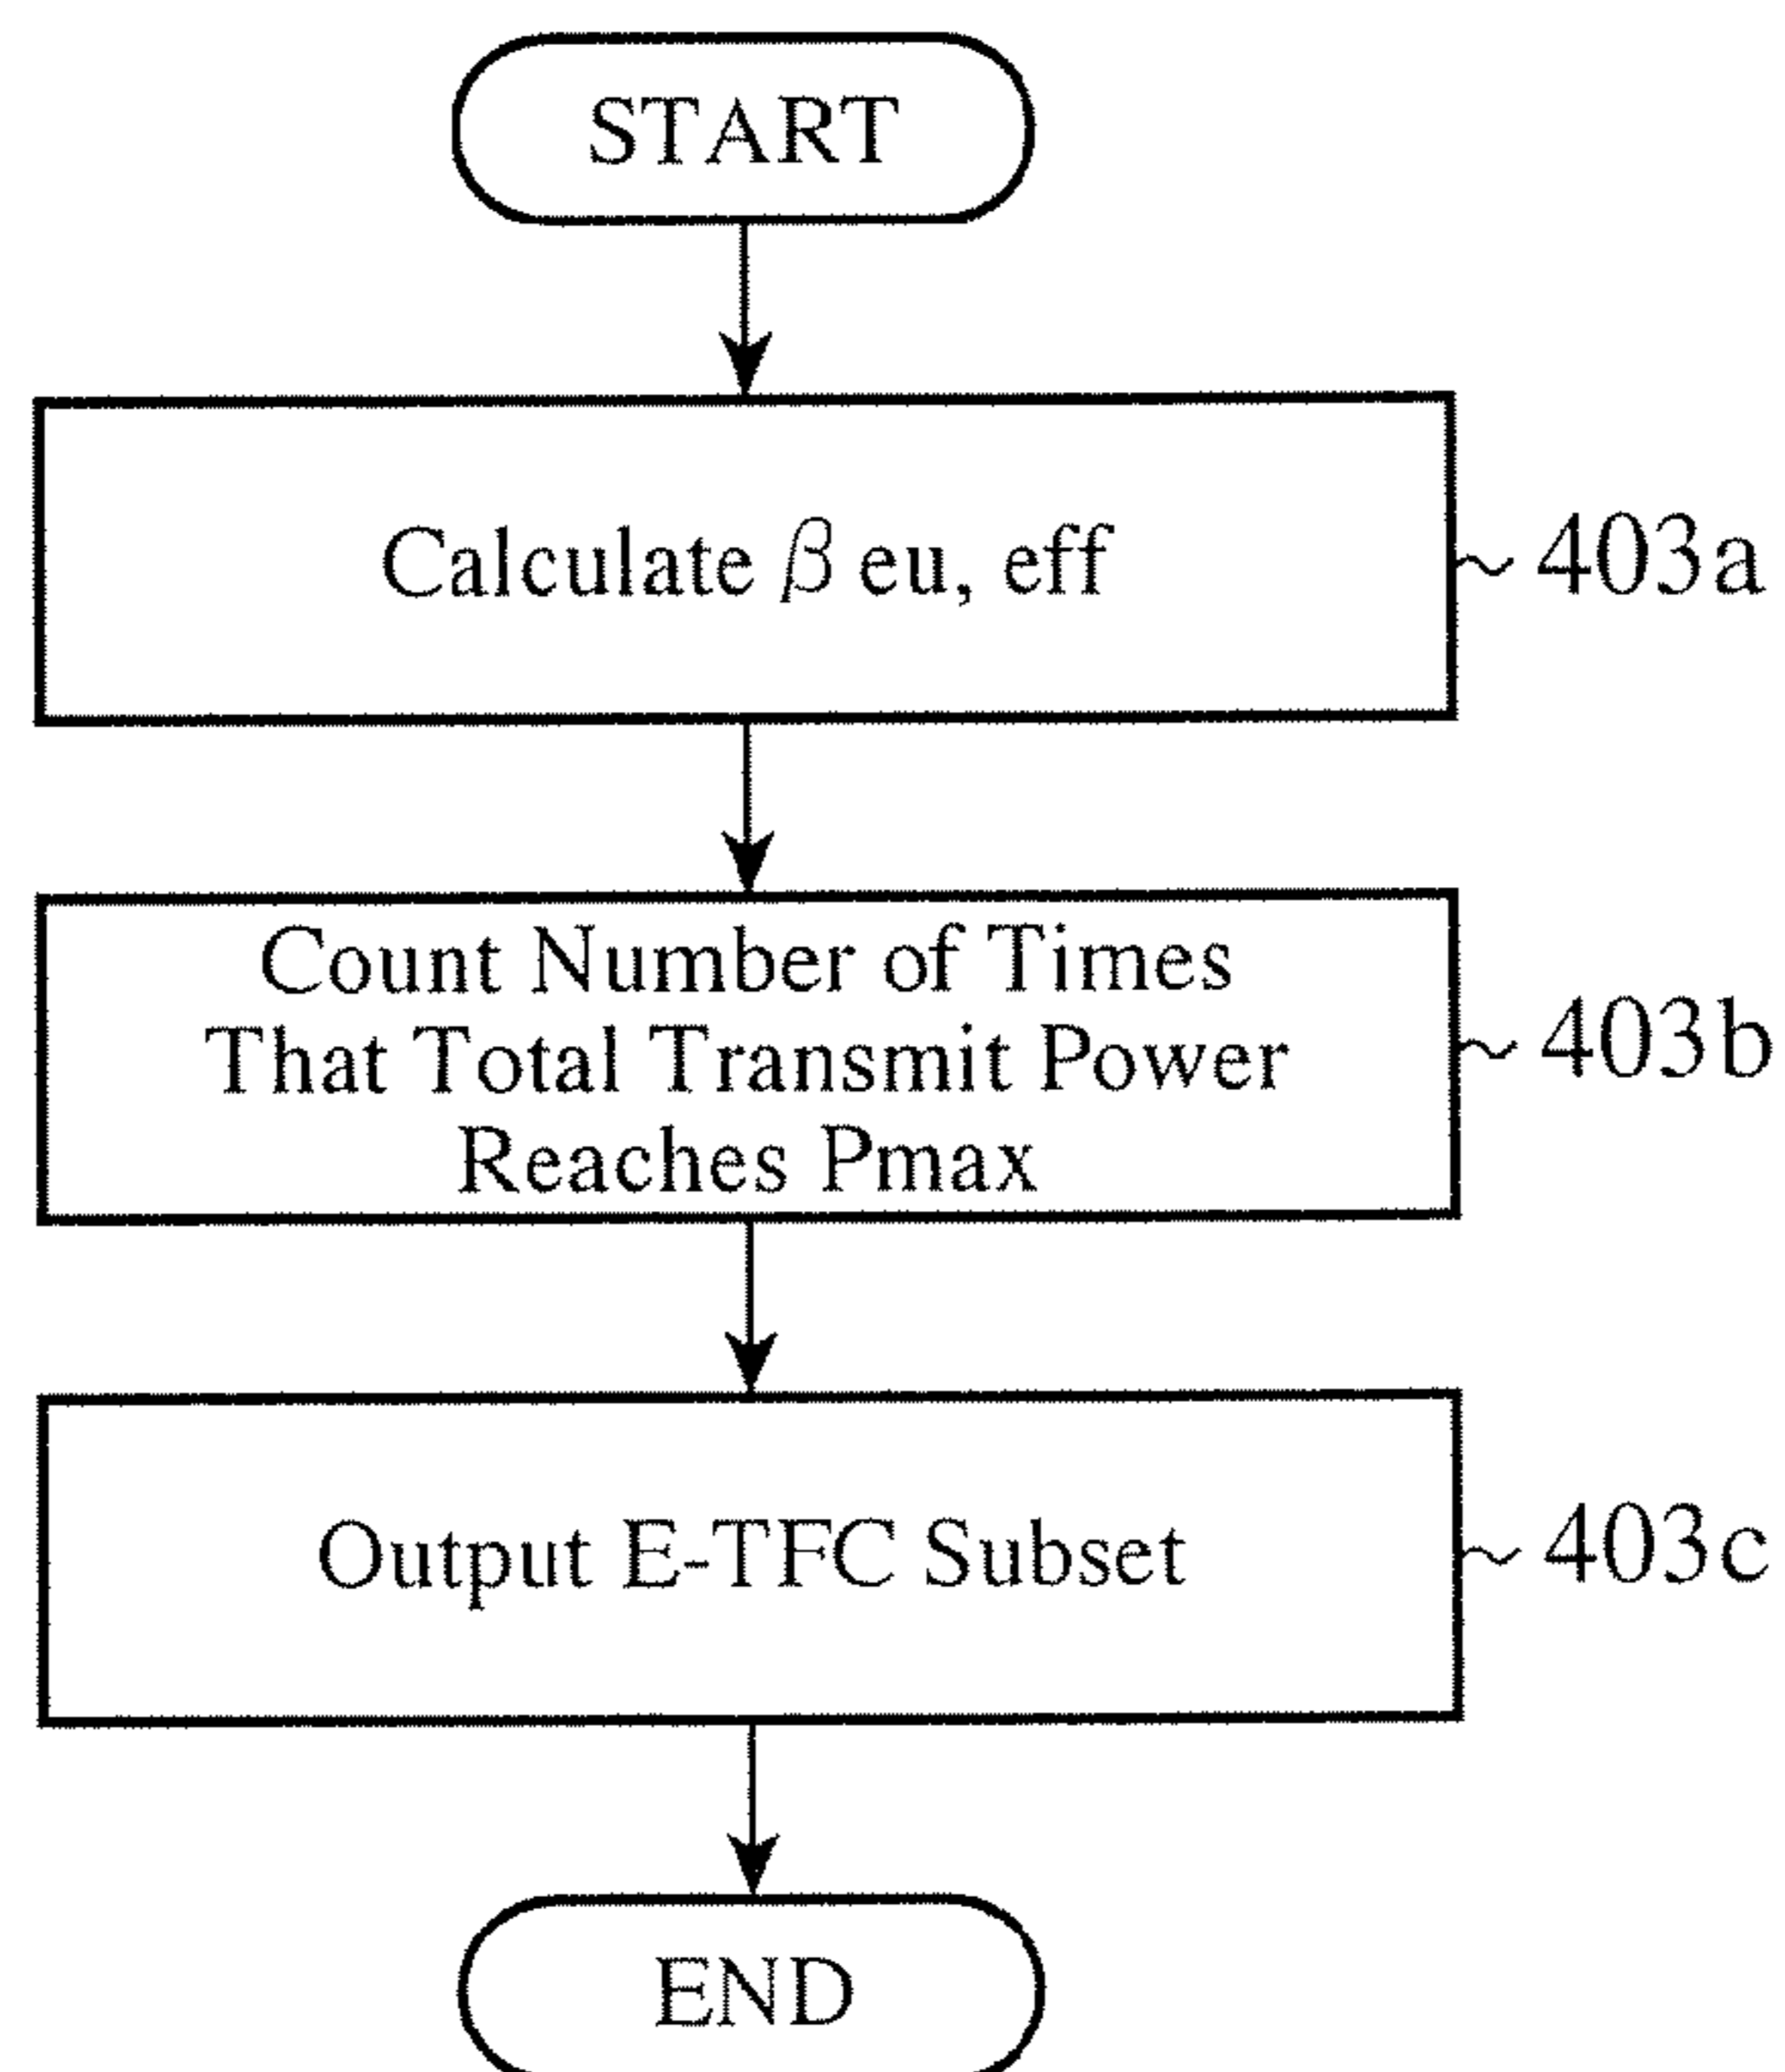 START
Calculate β eu, eff
403a
Count Number of Times
That Total Transmit Power
Reaches Pmax
403b
Output E-TFC Subset
403c
END